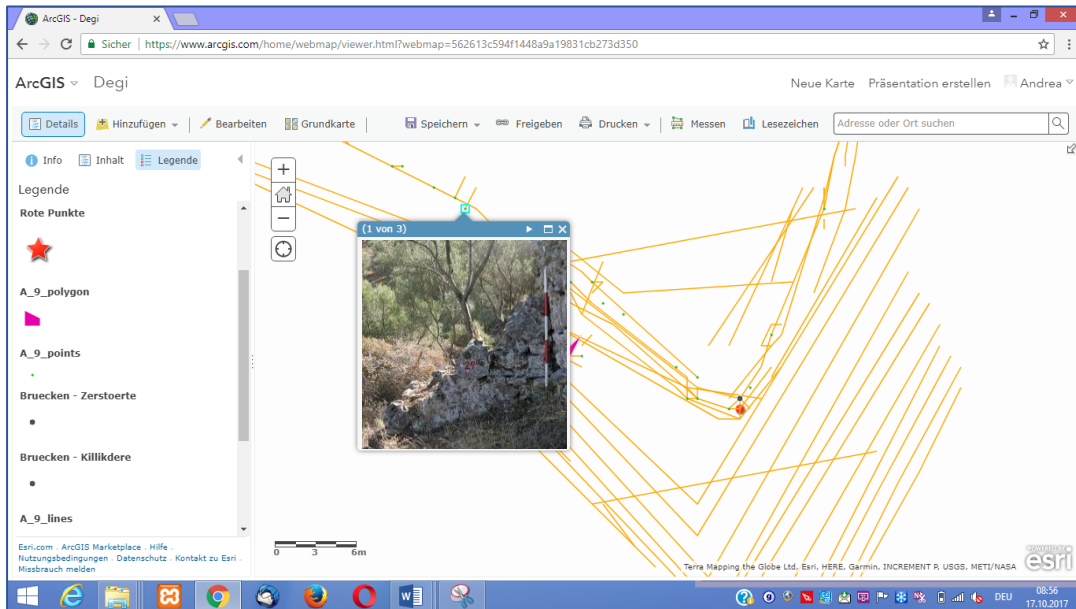 ArcGIS - Degi
Sicher | https://www.arcgis.com/home/webmap/viewer.html?webmap=562613c594f1448a9a19831cb273d350
ArcGIS Degi Neue Karte Präsentation erstellen Andrea
Details Hinzufügen Bearbeiten Grundkarte Speichern Freigeben Drucken Messen Lesezeichen Adresse oder Ort suchen
Info Inhalt Legende
Legende
Rote Punkte
A_9_polygon
A_9_points
Bruecken - Zerstoerte
Bruecken - Killikdere
A_9_lines
Esri.com . ArcGIS Marketplace . Hilfe .
Nutzungsbedingungen . Datenschutz . Kontakt zu Esri .
Missbrauch melden
(1 von 3)
0 3 6m
Terra Mapping the Globe Ltd. Esri, HERE, Garmin, INCREMENT P, USGS, METI/NASA
POWERED BY
esri
DEU
08:56
17.10.2017